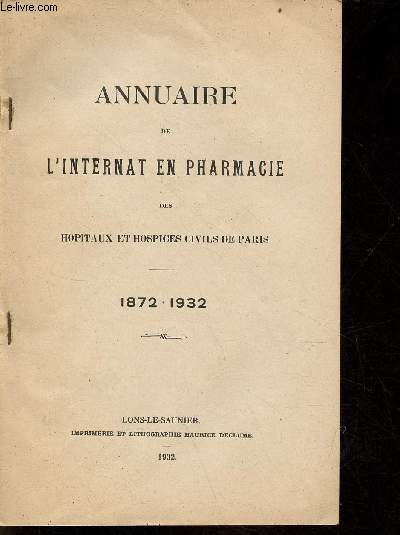 Le-livre.com
ANNUAIRE
DE
L'INTERNAT EN PHARMACIE
DES
HOPITAUX ET HOSPICES CIVILS DE PARIS
1872-1932
LONS-LE-SAUNIER
IMPRIMERIE ET LITHOGRAPHIE MAURICE DECLUME
1932